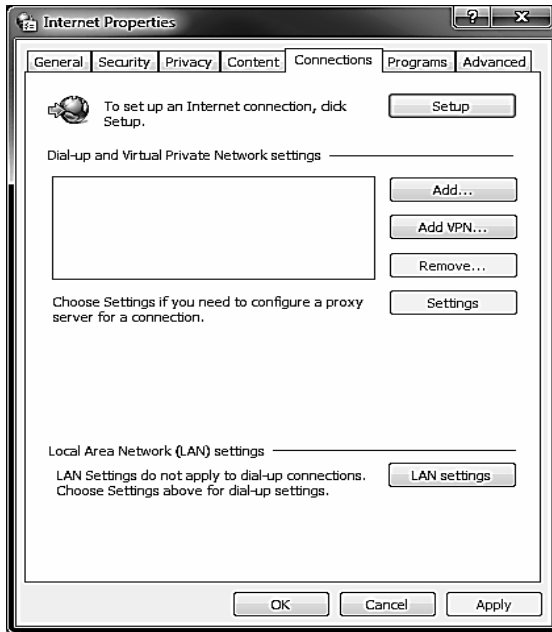 Internet Properties
? X
General Security Privacy Content Connections Programs Advanced
To set up an Internet connection, click
Setup.
Setup
Dial-up and Virtual Private Network settings
Add...
Add VPN...
Remove...
Choose Settings if you need to configure a proxy
server for a connection.
Settings
Local Area Network (LAN) settings
LAN Settings do not apply to dial-up connections.
Choose Settings above for dial-up settings.
LAN settings
OK Cancel Apply